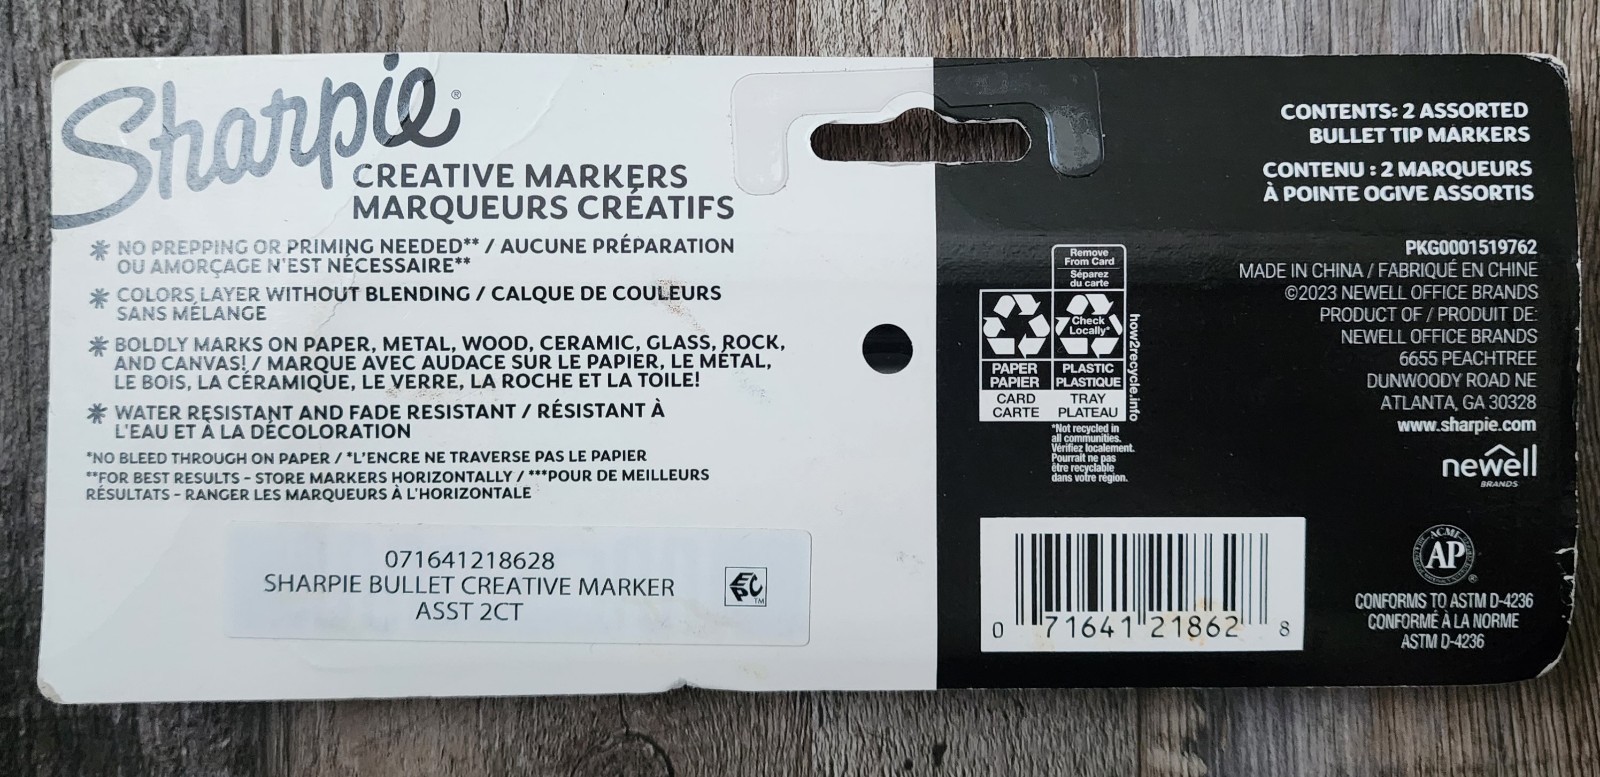 Sharpie®
CREATIVE MARKERS
MARQUEURS CRÉATIFS
* NO PREPPING OR PRIMING NEEDED** / AUCUNE PRÉPARATION
OU AMORÇAGE N'EST NÉCESSAIRE**
* COLORS LAYER WITHOUT BLENDING / CALQUE DE COULEURS
SANS MÉLANGE
* BOLDLY MARKS ON PAPER, METAL, WOOD, CERAMIC, GLASS, ROCK,
AND CANVAS! / MARQUE AVEC AUDACE SUR LE PAPIER, LE MÉTAL,
LE BOIS, LA CÉRAMIQUE, LE VERRE, LA ROCHE ET LA TOILE!
* WATER RESISTANT AND FADE RESISTANT / RÉSISTANT À
L'EAU ET À LA DÉCOLORATION
*NO BLEED THROUGH ON PAPER / *L'ENCRE NE TRAVERSE PAS LE PAPIER
**FOR BEST RESULTS - STORE MARKERS HORIZONTALLY / ***POUR DE MEILLEURS
RÉSULTATS - RANGER LES MARQUEURS À L'HORIZONTALE
071641218628
SHARPIE BULLET CREATIVE MARKER
ASST 2CT
EPC
TM
CONTENTS: 2 ASSORTED
BULLET TIP MARKERS
CONTENU : 2 MARQUEURS
À POINTE OGIVE ASSORTIS
Remove
From Card
Séparez
du carte
Check
Locally*
PAPER
PAPIER
PLASTIC
PLASTIQUE
CARD
CARTE
TRAY
PLATEAU
how2recycle.info
*Not recycled in
all communities.
Vérifiez localement.
Pourrait ne pas
être recyclable
dans votre région.
PKG0001519762
MADE IN CHINA / FABRIQUÉ EN CHINE
©2023 NEWELL OFFICE BRANDS
PRODUCT OF / PRODUIT DE:
NEWELL OFFICE BRANDS
6655 PEACHTREE
DUNWOODY ROAD NE
ATLANTA, GA 30328
www.sharpie.com
newell
BRANDS
0 71641 21862 8
ACMI
AP
®
CONFORMS TO ASTM D-4236
CONFORMÉ À LA NORME
ASTM D-4236